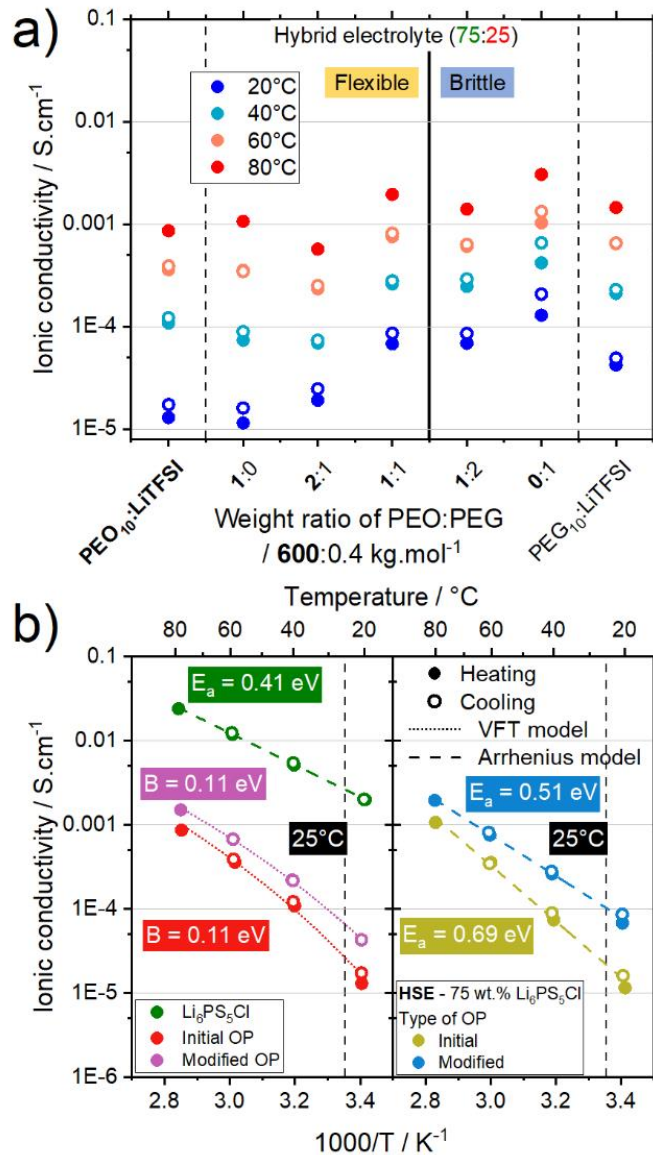 a)
Hybrid electrolyte (75:25)
0.1
0.01
0.001
1E-4
1E-5
Ionic conductivity / S.cm⁻¹
20°C
40°C
60°C
80°C
Flexible
Brittle
PEO₁₀:LiTFSI
1:0
2:1
1:1
1:2
0:1
PEG₁₀:LiTFSI
Weight ratio of PEO:PEG
/ 600:0.4 kg.mol⁻¹
b)
Temperature / °C
80 60 40 20 80 60 40 20
0.1
0.01
0.001
1E-4
1E-5
1E-6
Ionic conductivity / S.cm⁻¹
Eₐ = 0.41 eV
B = 0.11 eV
25°C
B = 0.11 eV
Li₆PS₅Cl
Initial OP
Modified OP
Heating
Cooling
VFT model
Arrhenius model
Eₐ = 0.51 eV
25°C
Eₐ = 0.69 eV
HSE - 75 wt.% Li₆PS₅Cl
Type of OP
Initial
Modified
2.8 3.0 3.2 3.4 2.8 3.0 3.2 3.4
1000/T / K⁻¹